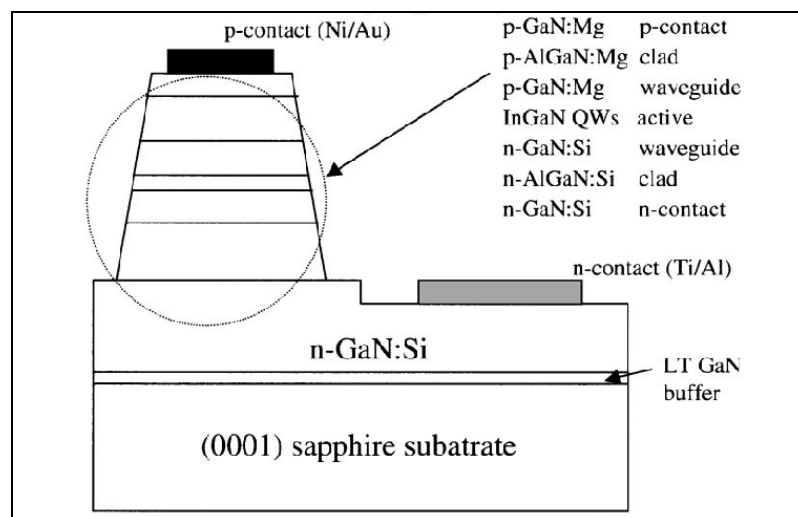 p-contact (Ni/Au)
p-GaN:Mg p-contact
p-AlGaN:Mg clad
p-GaN:Mg waveguide
InGaN QWs active
n-GaN:Si waveguide
n-AlGaN:Si clad
n-GaN:Si n-contact
n-contact (Ti/Al)
n-GaN:Si
LT GaN
buffer
(0001) sapphire subatrate